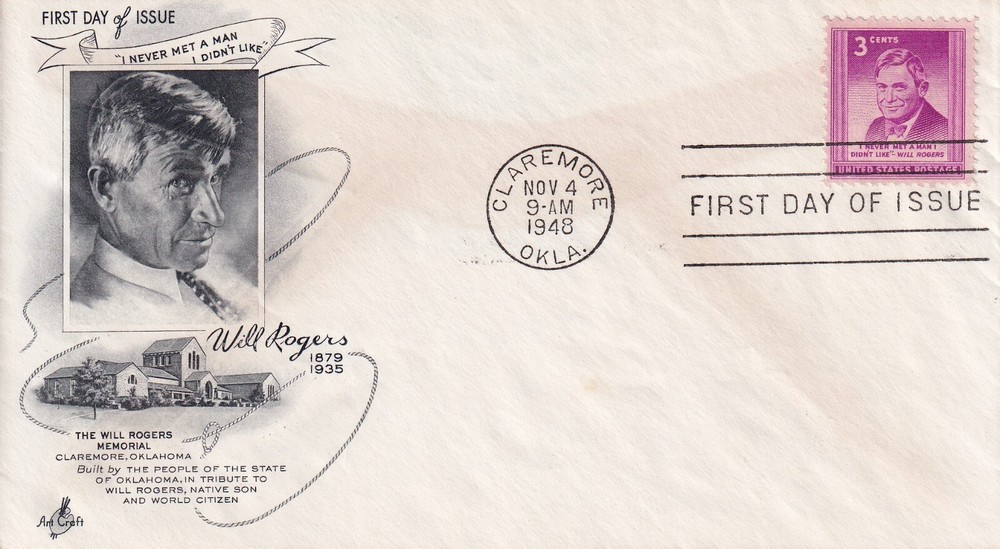 FIRST DAY of ISSUE
"I NEVER MET A MAN
I DIDN'T LIKE"
Will Rogers
1879
1935
THE WILL ROGERS
MEMORIAL
CLAREMORE, OKLAHOMA
Built by THE PEOPLE OF THE STATE
OF OKLAHOMA, IN TRIBUTE TO
WILL ROGERS, NATIVE SON
AND WORLD CITIZEN
Art Craft
CLAREMORE
NOV 4
9-AM
1948
OKLA.
3 CENTS
"I NEVER MET A MAN I
DIDNT LIKE"-WILL ROGERS
UNITED STATES POSTAGE
FIRST DAY OF ISSUE